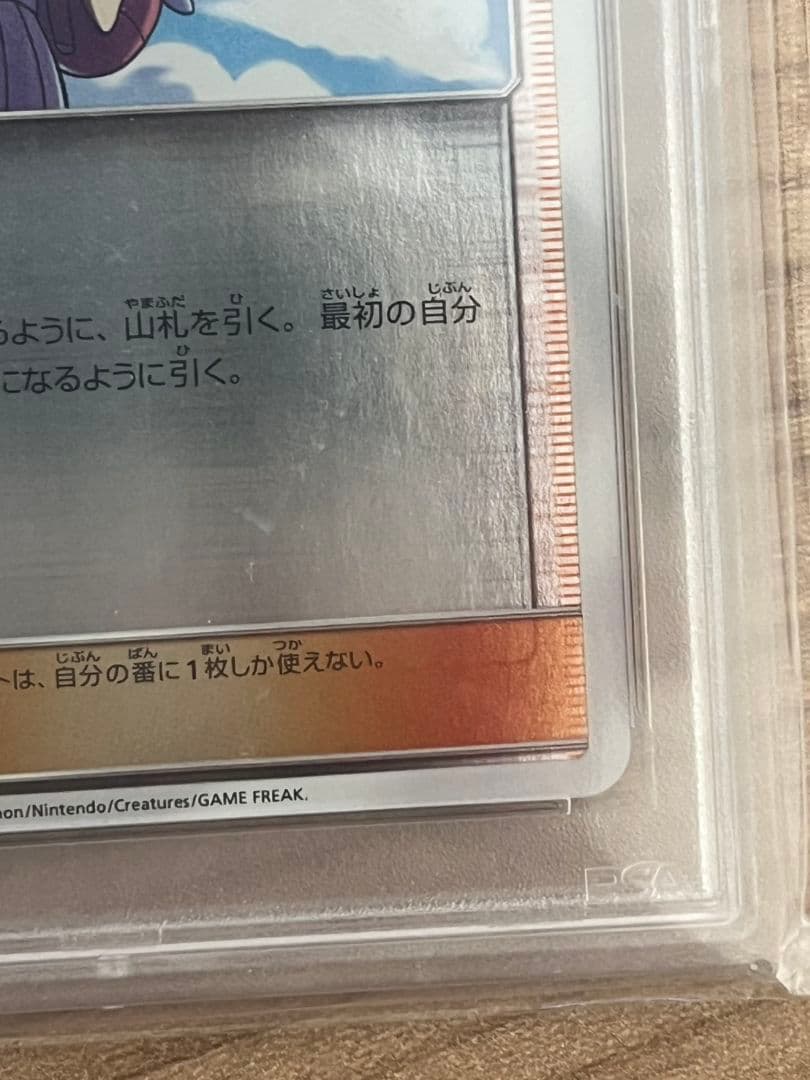 ように、山札を引く。最初の自分
になるように引く。
トは、自分の番に1枚しか使えない。
on/Nintendo/Creatures/GAME FREAK.
PSA